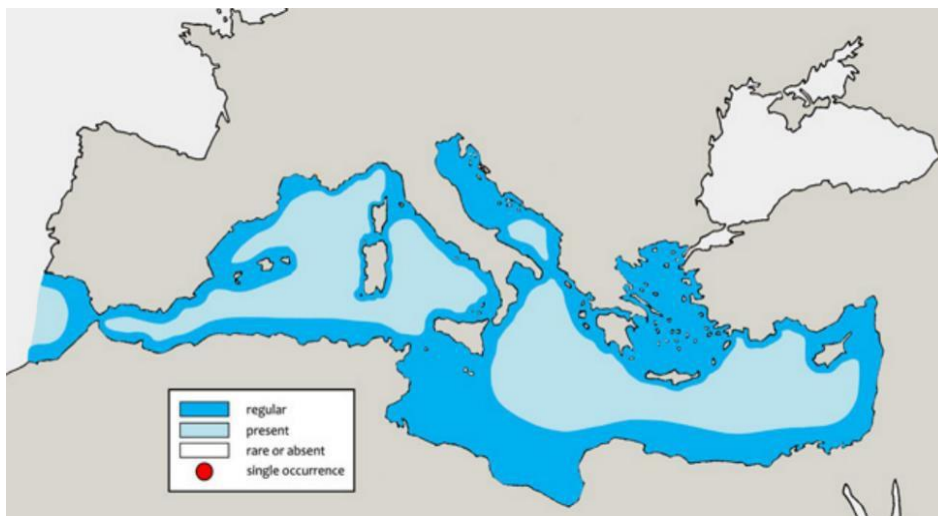 regular
present
rare or absent
single occurrence